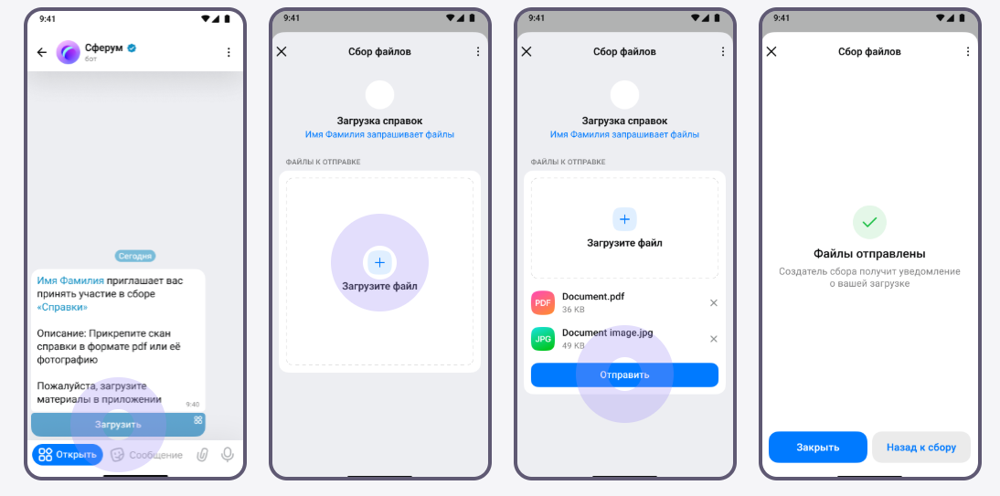 9:41
Сферум
бот
Сегодня
Имя Фамилия приглашает вас
принять участие в сборе
«Справки»
Описание: Прикрепите скан
справки в формате pdf или её
фотографию
Пожалуйста, загрузите
материалы в приложении
9:40
Загрузить
Открыть
Сообщение
9:41
Сбор файлов
Загрузка справок
Имя Фамилия запрашивает файлы
ФАЙЛЫ К ОТПРАВКЕ
Загрузите файл
9:41
Сбор файлов
Загрузка справок
Имя Фамилия запрашивает файлы
ФАЙЛЫ К ОТПРАВКЕ
Загрузите файл
PDF
Document.pdf
36 KB
JPG
Document image.jpg
49 KB
Отправить
9:41
Сбор файлов
Файлы отправлены
Создатель сбора получит уведомление
о вашей загрузке
Закрыть
Назад к сбору